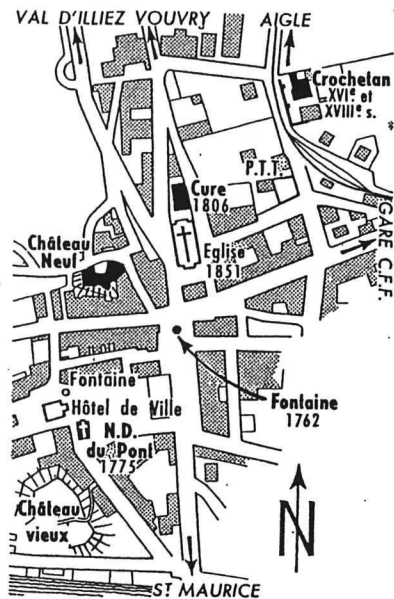 VAL D'ILLIEZ VOUVRY AIGLE
Crochetan
XVIe et
XVIIIe s.
P.T.T.
Cure
1806
GARE C.F.F.
Château
Neuf
Eglise
1851
Fontaine
Hôtel de Ville
Fontaine
1762
N.D.
du Pont
1775
Château
vieux
N
ST MAURICE